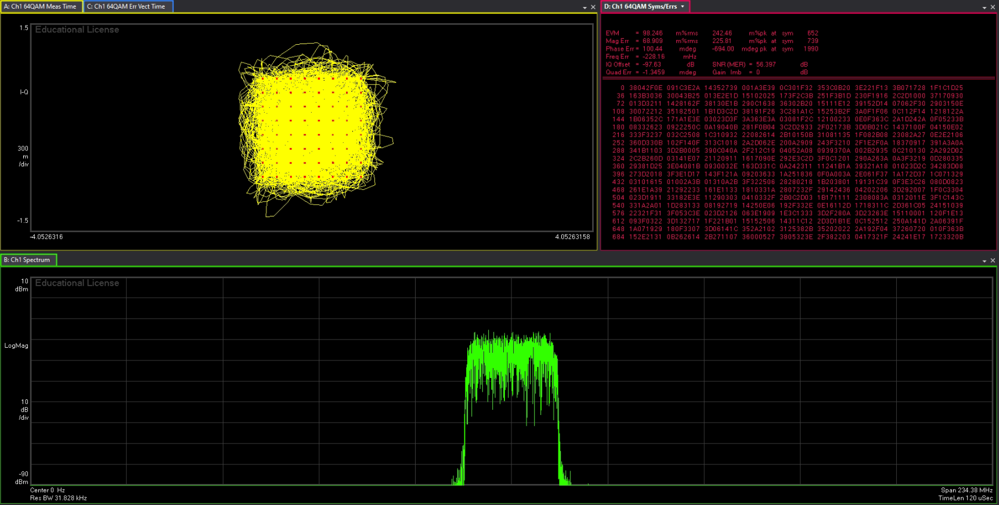 A: Ch1 64QAM Meas Time
C: Ch1 64QAM Err Vect Time
1.5
Educational License
I-Q
300
m
/div
-1.5
-4.0526316
4.05263158
D: Ch1 64QAM Syms/Errs
EVM = 98.246 m%rms 242.46 m%pk at sym 652
Mag Err = 68.909 m%rms 225.81 m%pk at sym 739
Phase Err = 100.44 mdeg -694.00 mdeg pk at sym 1990
Freq Err = -228.16 mHz
IQ Offset = -97.63 dB SNR(MER) = 56.397 dB
Quad Err = -1.3459 mdeg Gain Imb = 0 dB
0 38042F0E 091C3E2A 14352739 001A3E39 0C301F32 353C0B20 3E221F13 3B071728 1F1C1D25
36 163B3036 30043B25 013E2E1D 15102025 173F2C3B 251F3B1D 230F1916 2C2D1000 37170930
72 013D3211 1428162F 38130E1B 290C1638 36302B20 15111E12 39152D14 07062F30 2903150E
108 30072212 35182501 1B1D3C2D 38191F26 3C281A1C 15253B2F 3A0F1F06 0C112F14 1218122A
144 1B06352C 171A1E3E 03023D3F 3A363E3A 03081F2C 12100233 0E0F363C 2A1D242A 0F05233B
180 08332623 0922250C 0A19040B 281F0B04 3C2D2933 2F02173B 3D0B021C 1437100F 04150E02
216 333F3237 032C2508 1C310932 22082614 2B10150B 31081135 1F082B08 23082A27 0E2E2106
252 360D330B 102F140F 313C1018 2A2D062E 200A2909 243F3210 2F1E2F0A 18370917 391A3A0A
288 341B1103 3D2B0005 390C040A 2F212C19 04052A08 0939370A 002B2935 0C210130 2A292D02
324 2C2B260D 03141E07 21120911 1617090E 292E3C2D 3F0C1201 290A263A 0A3F3219 0D280335
360 29381D25 3E04081B 0930032E 163D331C 0A242311 11241B1A 39321A18 01023D2C 34283D08
396 273D2018 3F3E1D17 143F121A 09203633 1A251836 0F0A003A 2E061F37 1A172D37 1C071329
432 03101615 01002A3B 01310A2B 3F322506 28280218 1B203801 19131C39 0F3E3C26 080D0823
468 261E1A39 21292233 161E1133 1810331A 2807232F 29142436 04202206 3D292007 1F0C3304
504 023D1911 33182E3E 11290303 0410332F 2B0C2D03 1B171111 2308083A 0312011E 3F1C143C
540 331A2A01 1D283133 08192719 14250E06 192F332E 0E16112D 1718311C 2D361C05 24151039
576 22321F31 3F053C3E 023D2126 063E1909 1E3C1333 3D2F280A 3D23263E 15110001 120F1E13
612 093F0322 3D132717 1F221B01 15152506 14311C12 2D3D1B1E 0C152512 250A141D 2A06391F
648 1A071929 180F3307 3D06141C 352A2102 3125382B 35202022 2A192F04 37260720 010F363B
684 152E2131 0B262614 2B271107 36000527 3805323E 2F382203 0417321F 24241E17 1723320B
B: Ch1 Spectrum
10
dBm
Educational License
LogMag
10
dB
/div
-90
dBm
Center 0 Hz
Span 234.38 MHz
Res BW 31.828 kHz
TimeLen 120 uSec